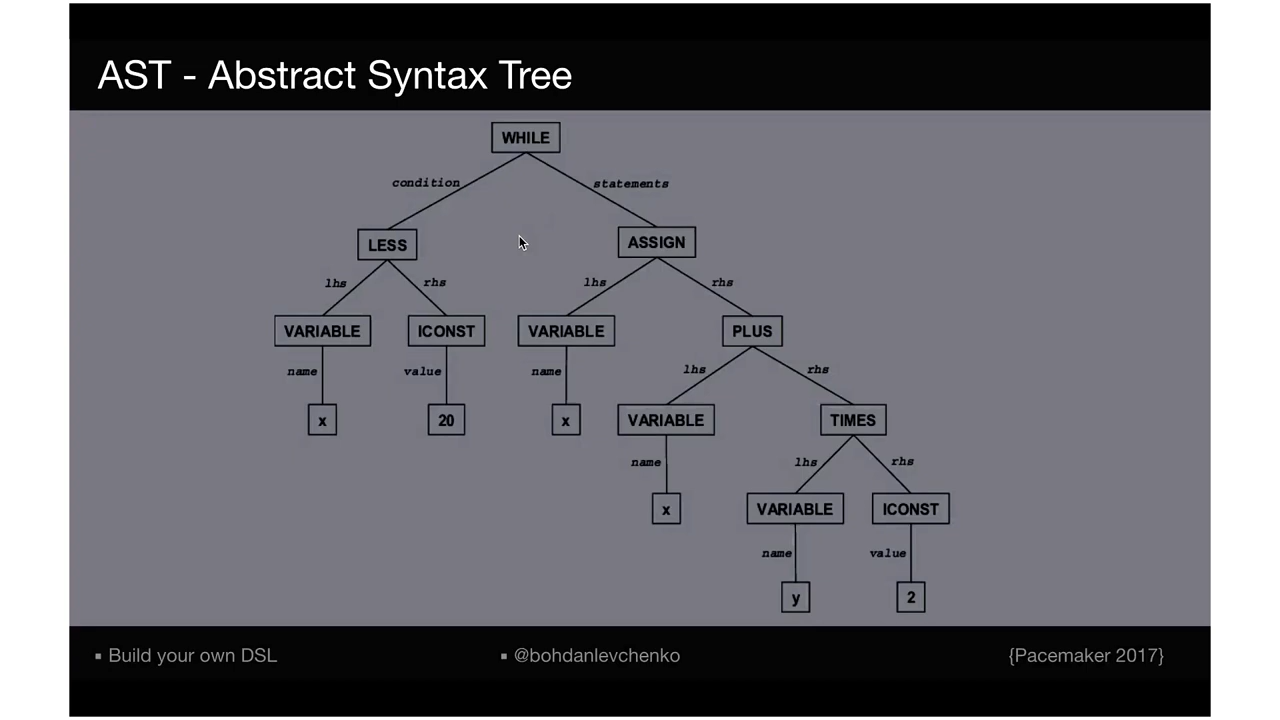 AST - Abstract Syntax Tree
WHILE
condition
statements
LESS
ASSIGN
lhs
rhs
lhs
rhs
VARIABLE
ICONST
VARIABLE
PLUS
name
value
name
lhs
rhs
x
20
x
VARIABLE
TIMES
name
lhs
rhs
x
VARIABLE
ICONST
name
value
y
2
▪ Build your own DSL
▪ @bohdanlevchenko
{Pacemaker 2017}